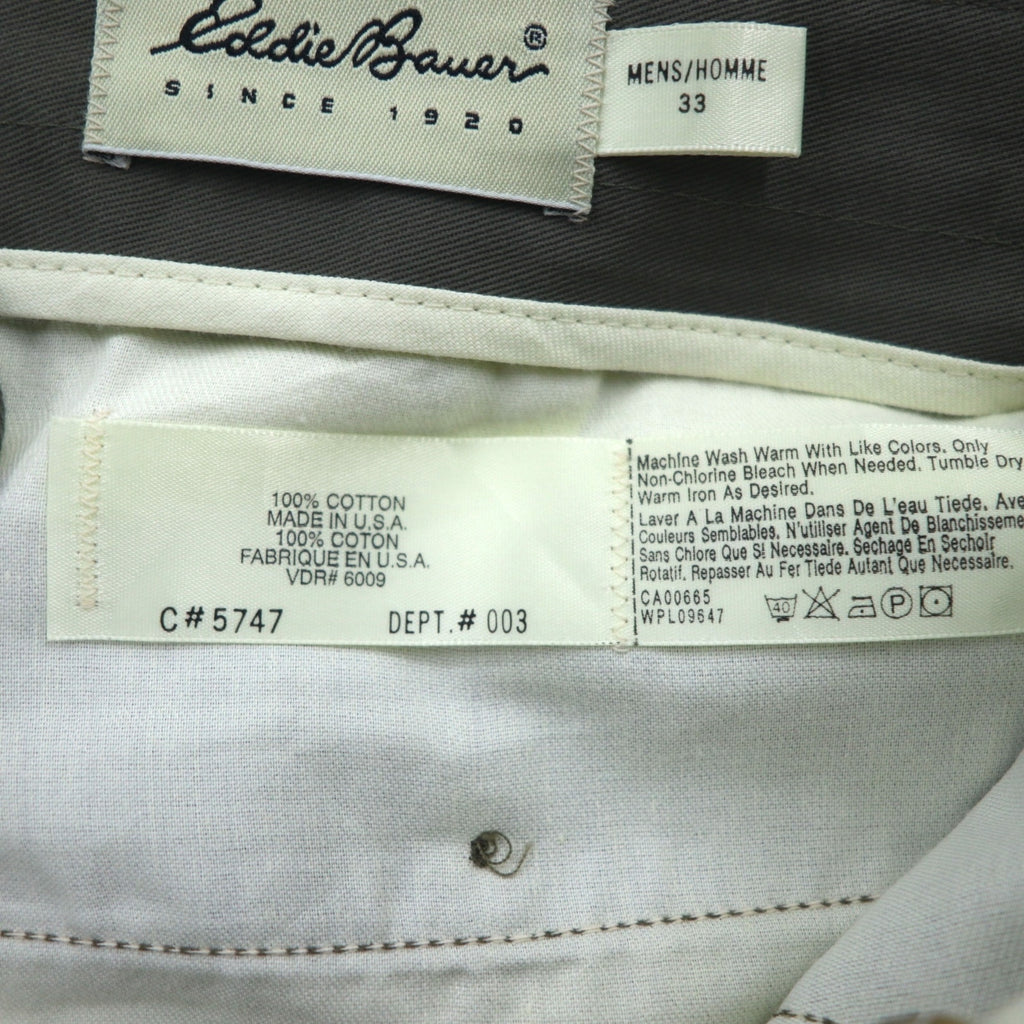 Eddie Bauer®
SINCE 1920
MENS/HOMME
33
100% COTTON
MADE IN U.S.A.
100% COTON
FABRIQUE EN U.S.A.
VDR# 6009
C# 5747 DEPT.# 003
Machine Wash Warm With Like Colors. Only
Non-Chlorine Bleach When Needed. Tumble Dry
Warm Iron As Desired.
Laver A La Machine Dans De L'eau Tiede. Ave
Couleurs Semblables. N'utiliser Agent De Blanchisseme
Sans Chlore Que Si Necessaire. Sechage En Sechoir
Rotatif. Repasser Au Fer Tiede Autant Que Necessaire.
CA00665
WPL09647
40 P